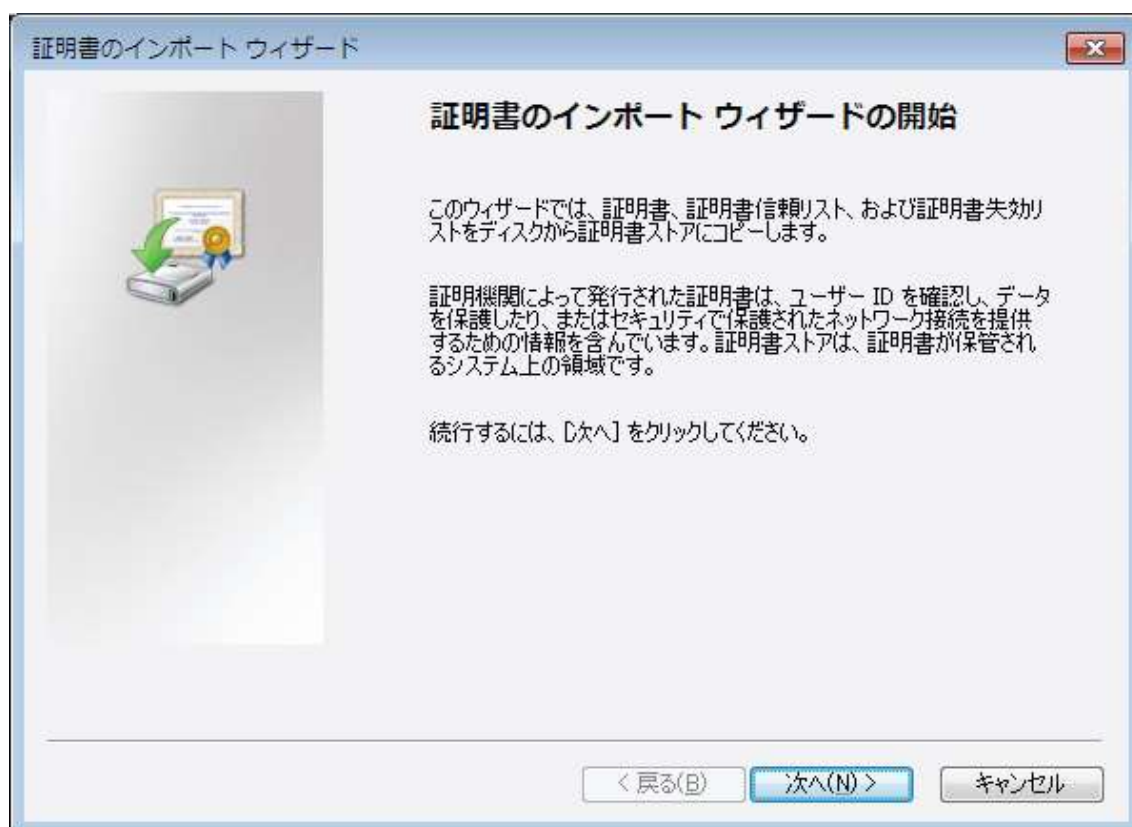 証明書のインポート ウィザード
証明書のインポート ウィザードの開始
このウィザードでは、証明書、証明書信頼リスト、および証明書失効リ
ストをディスクから証明書ストアにコピーします。
証明機関によって発行された証明書は、ユーザー ID を確認し、データ
を保護したり、またはセキュリティで保護されたネットワーク接続を提供
するための情報を含んでいます。証明書ストアは、証明書が保管され
るシステム上の領域です。
続行するには、[次へ] をクリックしてください。
< 戻る(B) 次へ(N) > キャンセル